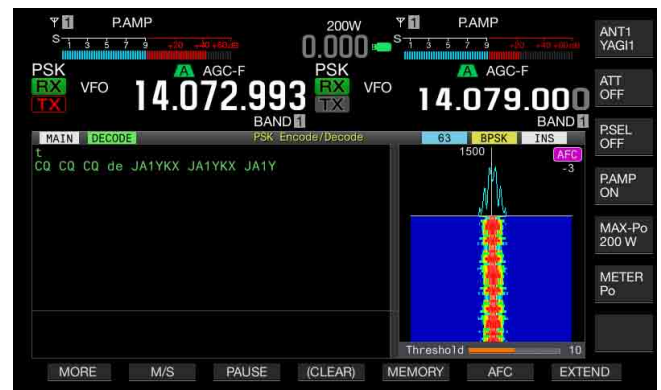 1 P.AMP 200W 1 P.AMP ANT1
YAGI1
S 1 3 5 7 9 +20 +40 +60dB 0.000 S 1 3 5 7 9 +20 +40 +60dB
PSK A AGC-F PSK A AGC-F ATT
OFF
RX VFO 14.072.993 RX VFO 14.079.000
TX TX
BAND 1 BAND 1
P.SEL
OFF
MAIN DECODE PSK Encode/Decode 63 BPSK INS
t 1500 AFC
CQ CQ CQ de JA1YKX JA1YKX JA1Y -3
P.AMP
ON
MAX-Po
200 W
METER
Po
Threshold 10
MORE M/S PAUSE (CLEAR) MEMORY AFC EXTEND